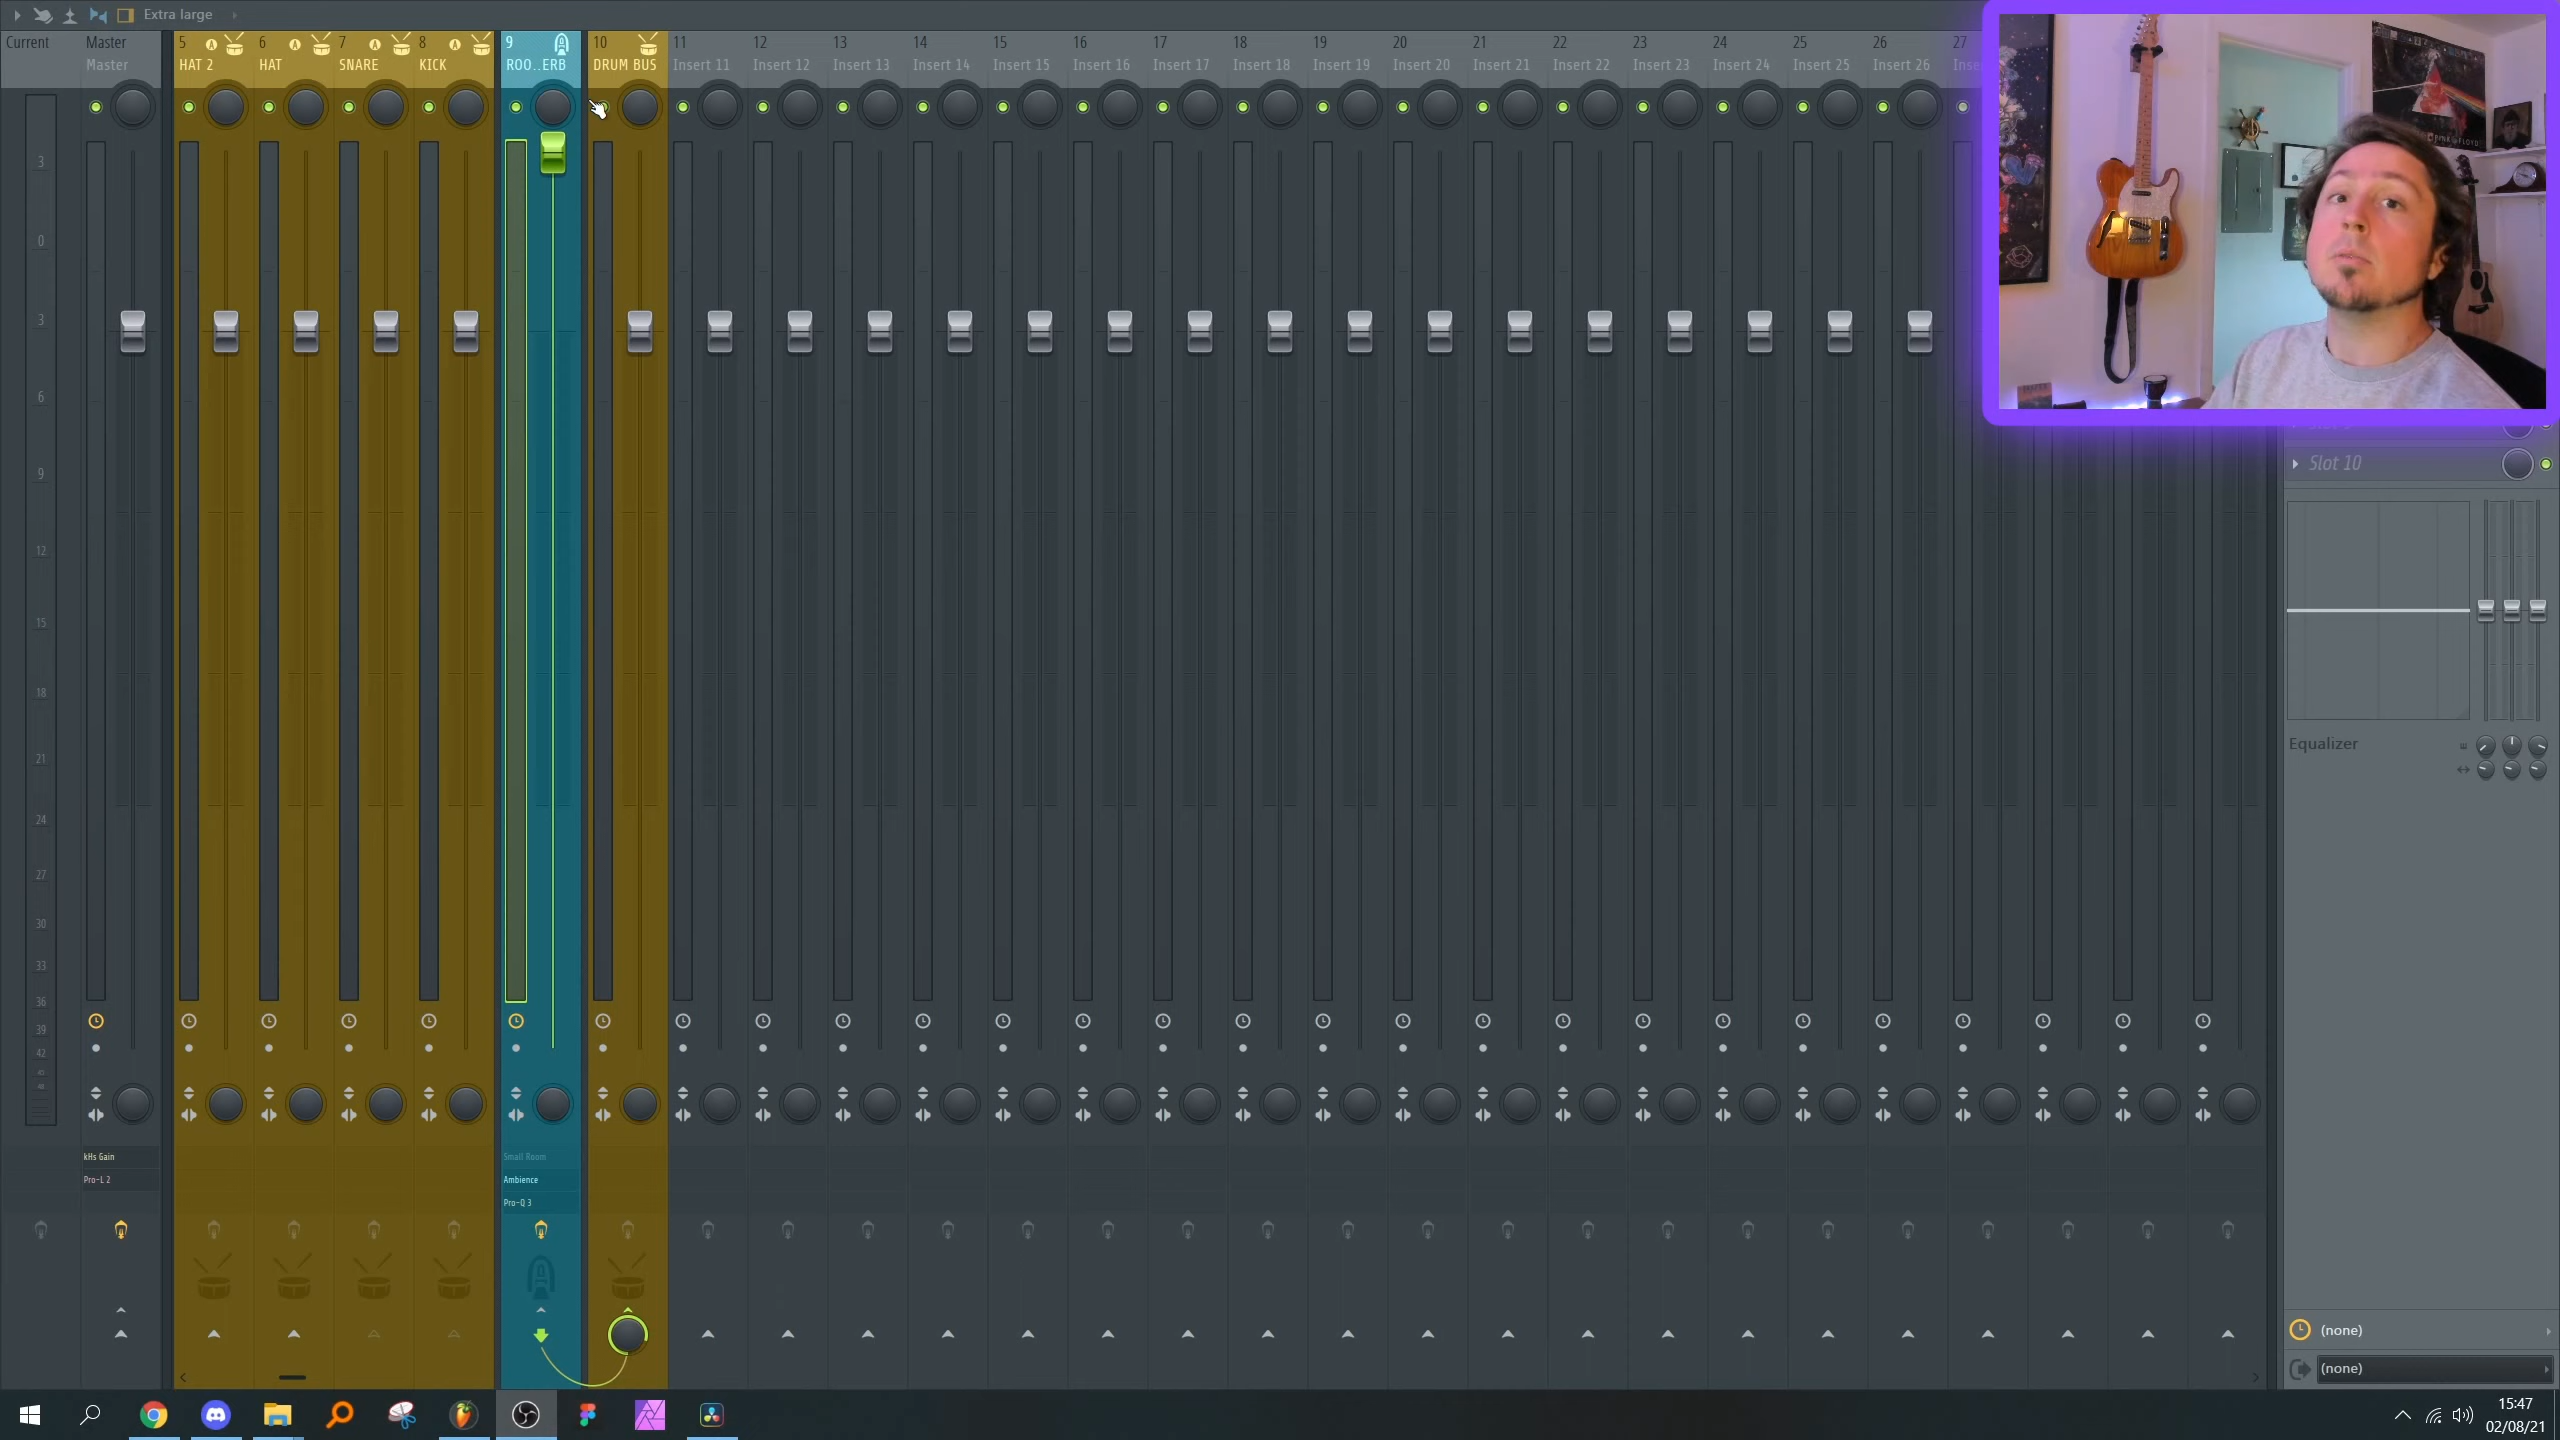 Extra large
Current
Master
Master
5
HAT 2
6
HAT
7
SNARE
8
KICK
9
ROO..ERB
10
DRUM BUS
11
Insert 11
12
Insert 12
13
Insert 13
14
Insert 14
15
Insert 15
16
Insert 16
17
Insert 17
18
Insert 18
19
Insert 19
20
Insert 20
21
Insert 21
22
Insert 22
23
Insert 23
24
Insert 24
25
Insert 25
26
Insert 26
27
3
0
3
6
9
12
15
18
21
24
27
30
33
36
39
42
kHs Gain
Pro-L 2
Small Room
Ambience
Pro-Q 3
Slot 10
Equalizer
(none)
(none)
15:47
02/08/21